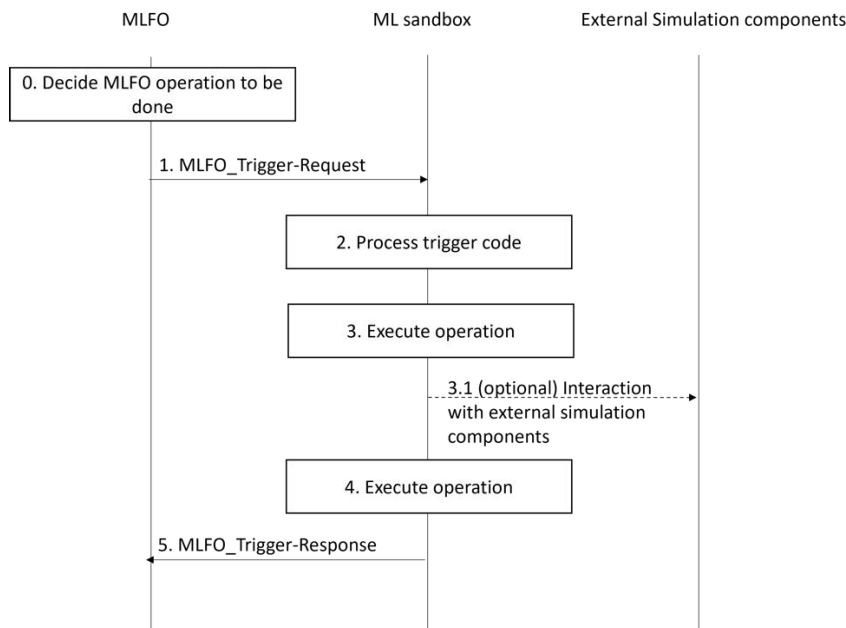 MLFO
ML sandbox
External Simulation components
0. Decide MLFO operation to be
done
1. MLFO_Trigger-Request
2. Process trigger code
3. Execute operation
3.1 (optional) Interaction
with external simulation
components
4. Execute operation
5. MLFO_Trigger-Response